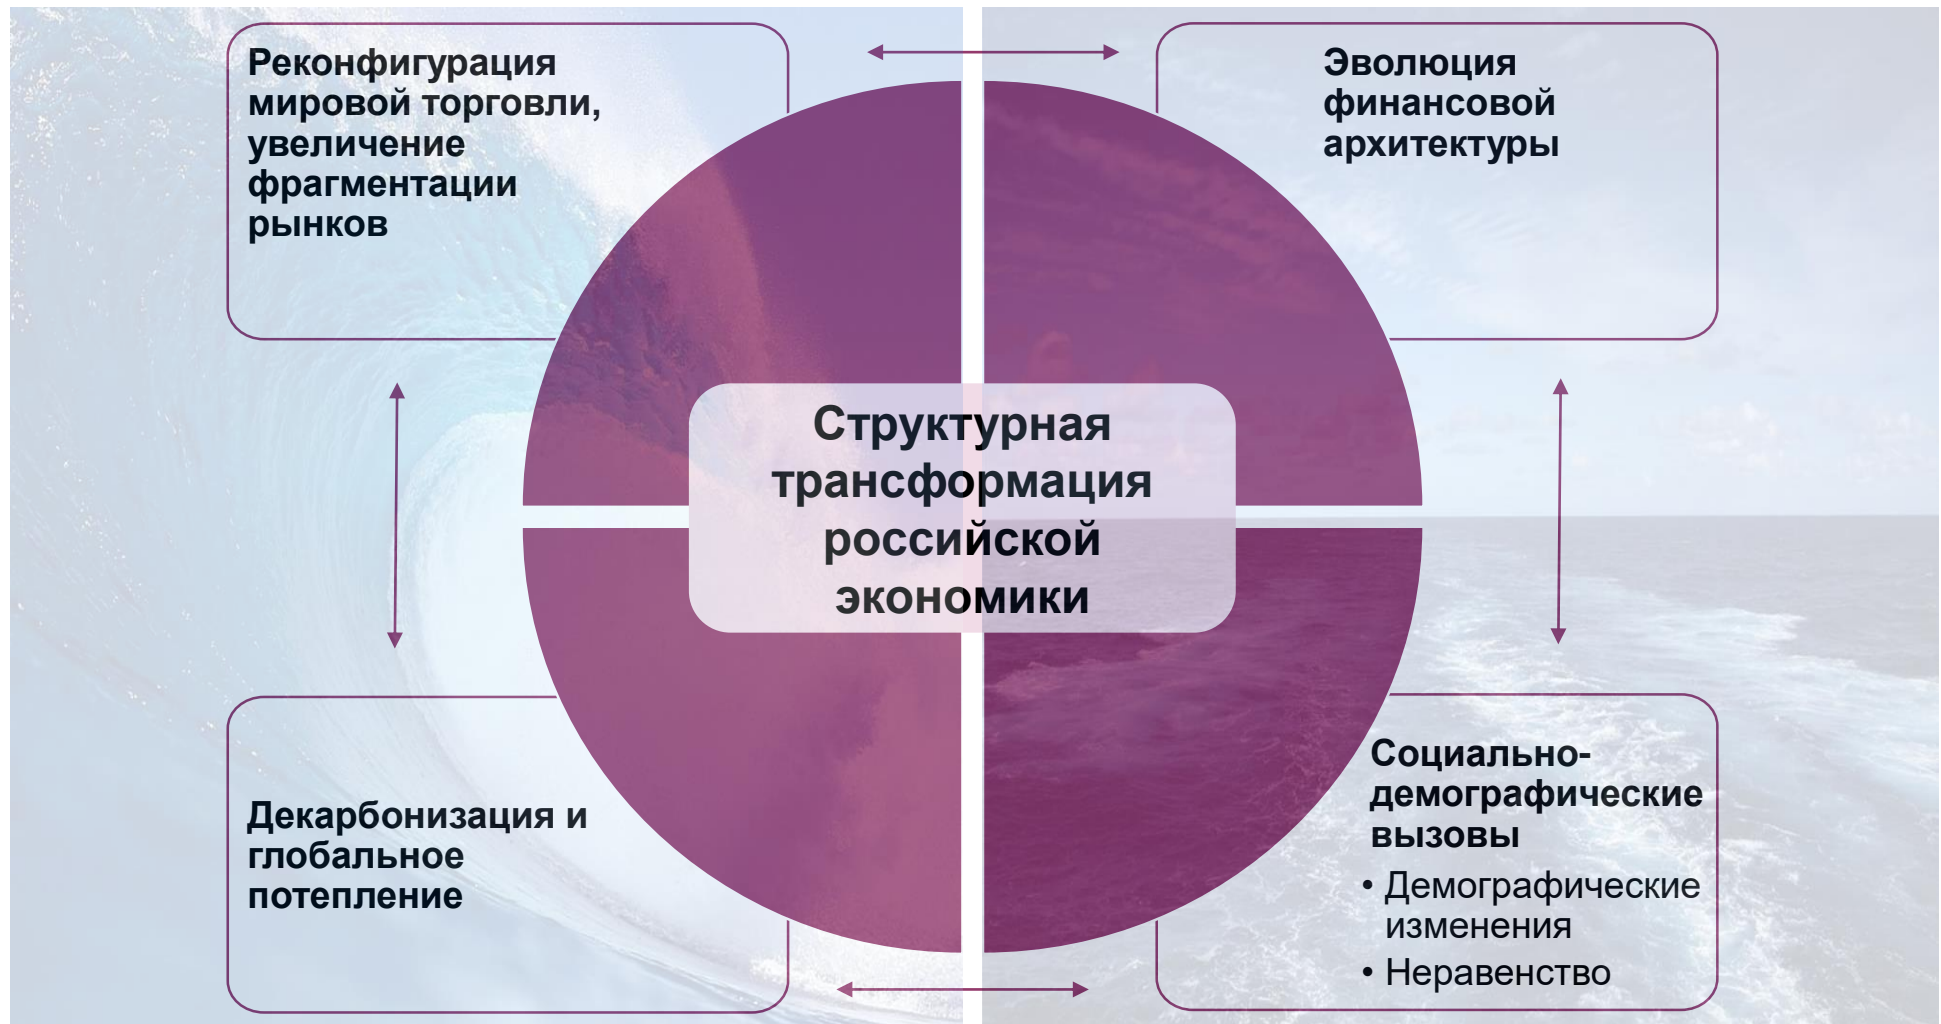 Реконфигурация
мировой торговли,
увеличение
фрагментации
рынков
Эволюция
финансовой
архитектуры
Структурная
трансформация
российской
экономики
Декарбонизация и
глобальное
потепление
Социально-
демографические
вызовы
• Демографические
изменения
• Неравенство